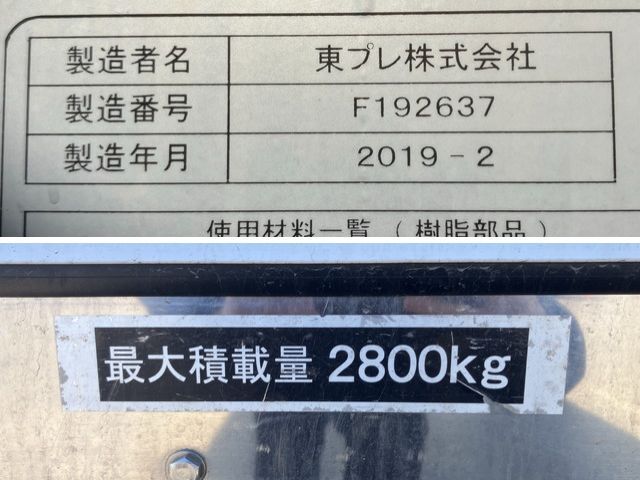 製造者名 東プレ株式会社
製造番号 F192637
製造年月 2019-2
使用材料一覧(樹脂部品)
最大積載量 2800kg